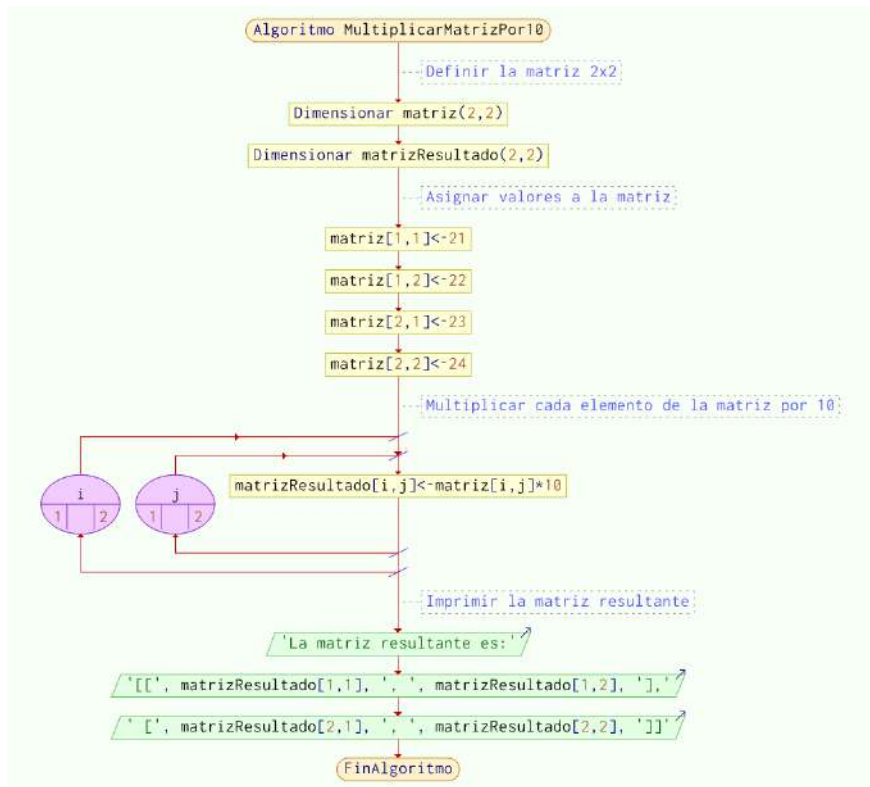 Algoritmo MultiplicarMatrizPor10
Definir la matriz 2x2
Dimensionar matriz(2,2)
Dimensionar matrizResultado(2,2)
Asignar valores a la matriz
matriz[1,1]<-21
matriz[1,2]<-22
matriz[2,1]<-23
matriz[2,2]<-24
Multiplicar cada elemento de la matriz por 10
i
1 2
j
1 2
matrizResultado[i,j]<-matriz[i,j]*10
Imprimir la matriz resultante
'La matriz resultante es:'
'[[', matrizResultado[1,1], ', ', matrizResultado[1,2], '],'
' [', matrizResultado[2,1], ', ', matrizResultado[2,2], ']]'
FinAlgoritmo